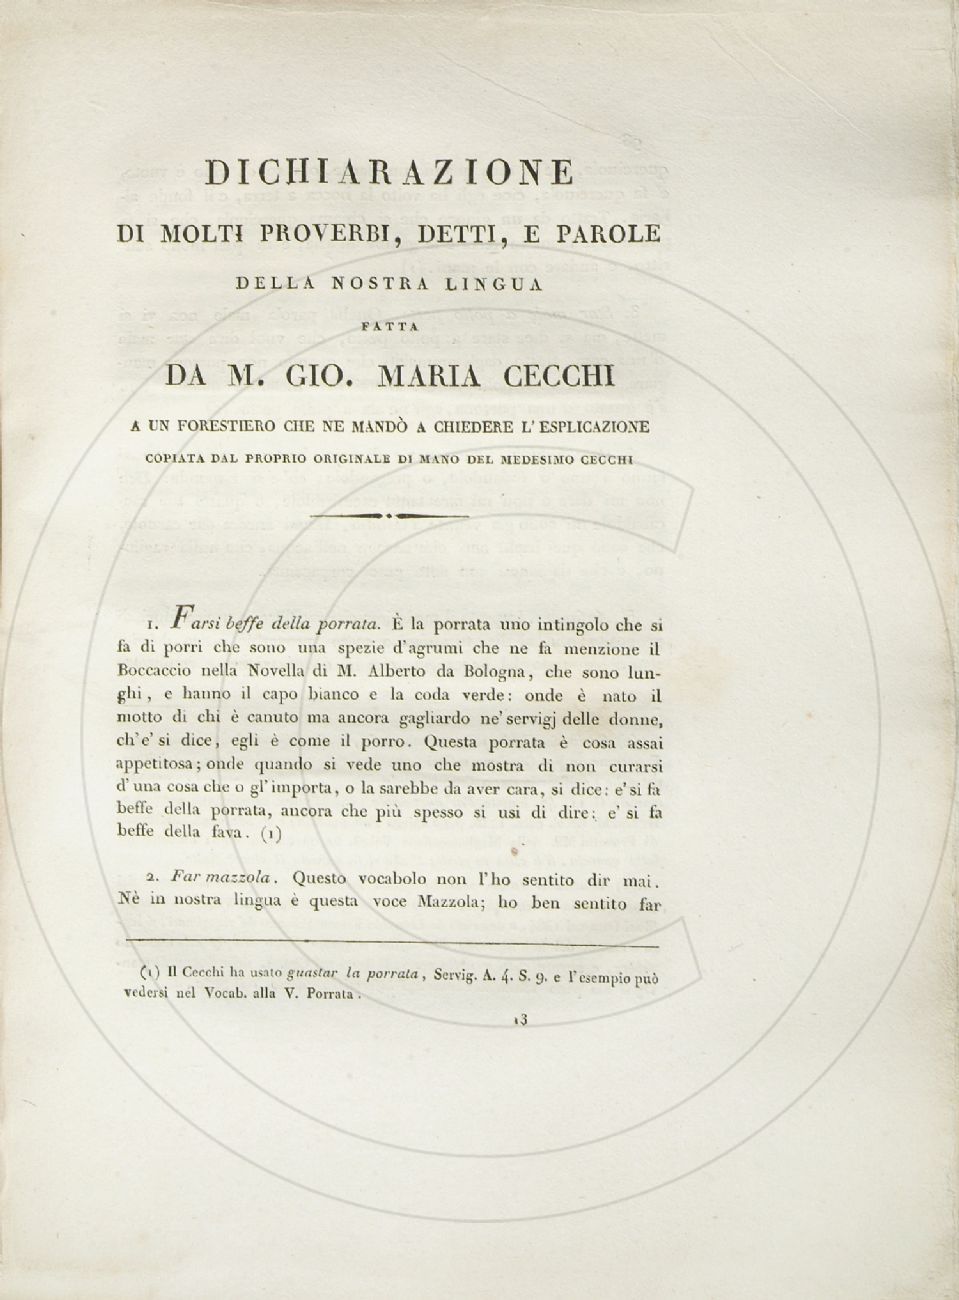 DICHIARAZIONE
DI MOLTI PROVERBI, DETTI, E PAROLE
DELLA NOSTRA LINGUA
FATTA
DA M. GIO. MARIA CECCHI
A UN FORESTIERO CHE NE MANDÒ A CHIEDERE L'ESPLICAZIONE
COPIATA DAL PROPRIO ORIGINALE DI MANO DEL MEDESIMO CECCHI
1. Farsi beffe della porrata. È la porrata uno intingolo che si
fa di porri che sono una spezie d'agrumi che ne fa menzione il
Boccaccio nella Novella di M. Alberto da Bologna, che sono lun-
ghi, e hanno il capo bianco e la coda verde: onde è nato il
motto di chi è canuto ma ancora gagliardo ne' servigj delle donne,
ch'e' si dice, egli è come il porro. Questa porrata è cosa assai
appetitosa; onde quando si vede uno che mostra di non curarsi
d'una cosa che o gl'importa, o la sarebbe da aver cara, si dice: e' si fa
beffe della porrata, ancora che più spesso si usi di dire: e' si fa
beffe della fava. (1)
2. Far mazzola. Questo vocabolo non l'ho sentito dir mai.
Nè in nostra lingua è questa voce Mazzola; ho ben sentito far
(1) Il Cecchi ha usato guastar la porrata, Servig. A. 4. S. 9. e l'esempio può
vedersi nel Vocab. alla V. Porrata.
13